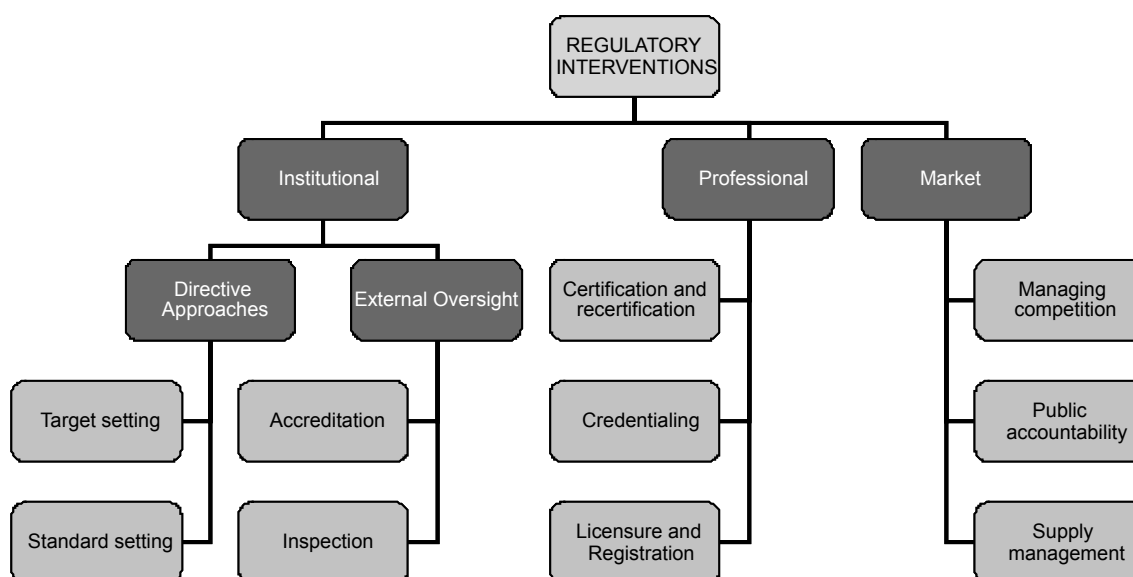 REGULATORY
INTERVENTIONS
Institutional
Professional
Market
Directive
Approaches
External Oversight
Certification and
recertification
Managing
competition
Target setting
Accreditation
Credentialing
Public
accountability
Standard setting
Inspection
Licensure and
Registration
Supply
management